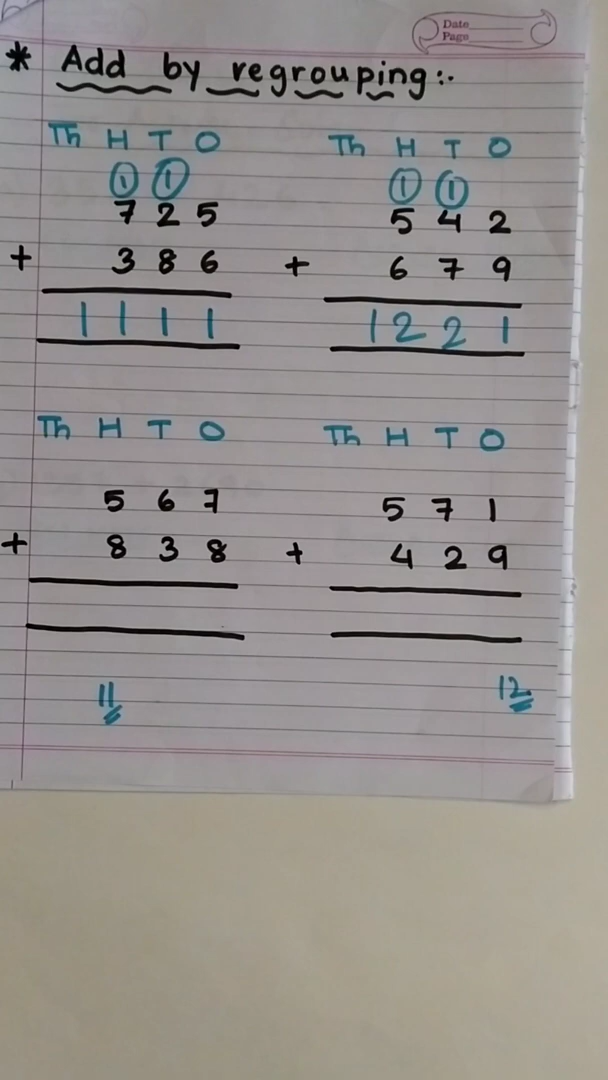 Date
Page
* Add by regrouping:-
Th H T O Th H T O
1 1 1 1
7 2 5 5 4 2
+ 3 8 6 + 6 7 9
1 1 1 1 1 2 2 1
Th H T O Th H T O
5 6 7 5 7 1
+ 8 3 8 + 4 2 9
11 12